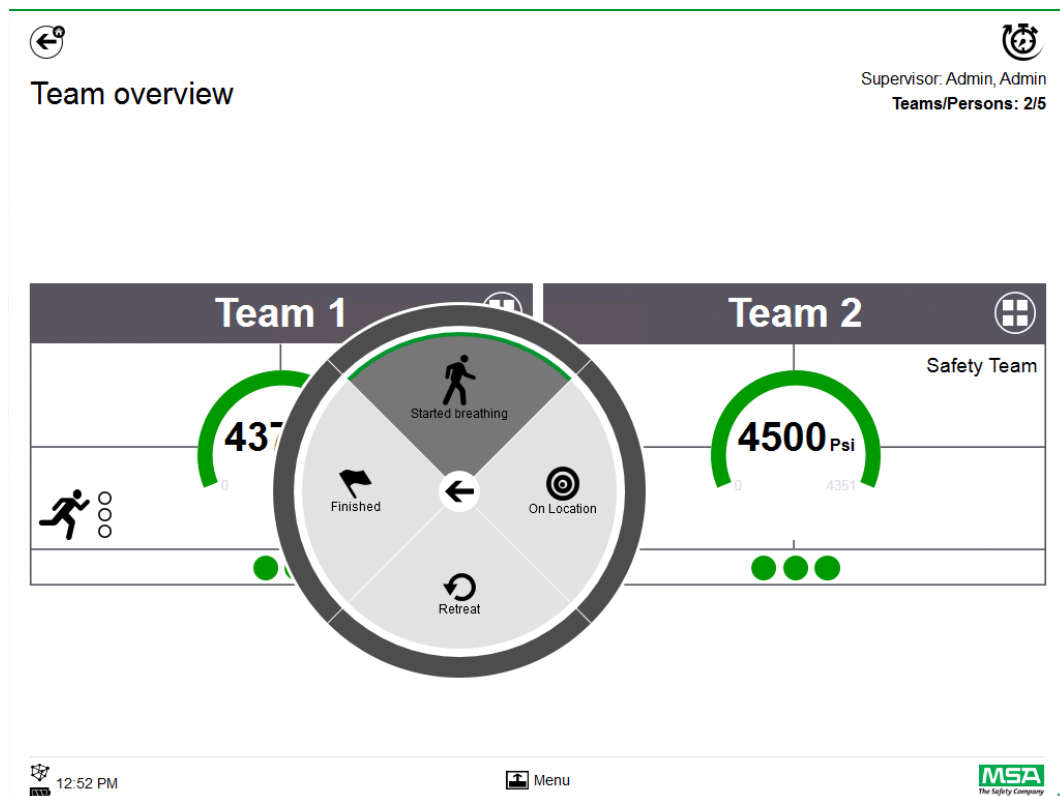 Team overview
Supervisor: Admin, Admin
Teams/Persons: 2/5
Team 1
Team 2
Safety Team
Started breathing
437
4500 Psi
0
0
4351
Finished
On Location
Retreat
12:52 PM
Menu
MSA
The Safety Company